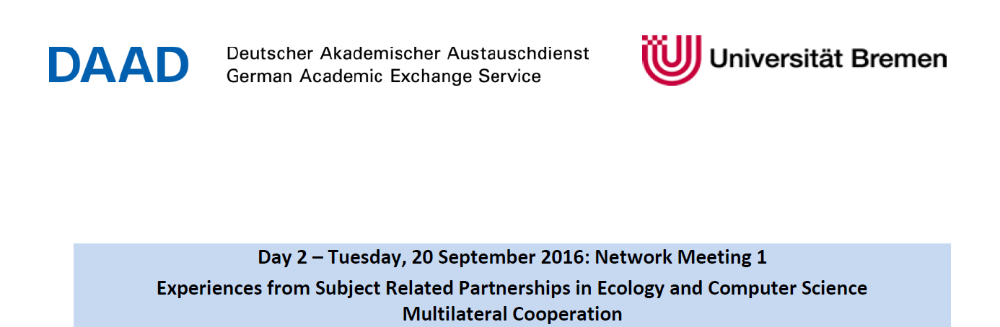 DAAD
Deutscher Akademischer Austauschdienst
German Academic Exchange Service
Universität Bremen
Day 2 – Tuesday, 20 September 2016: Network Meeting 1
Experiences from Subject Related Partnerships in Ecology and Computer Science
Multilateral Cooperation